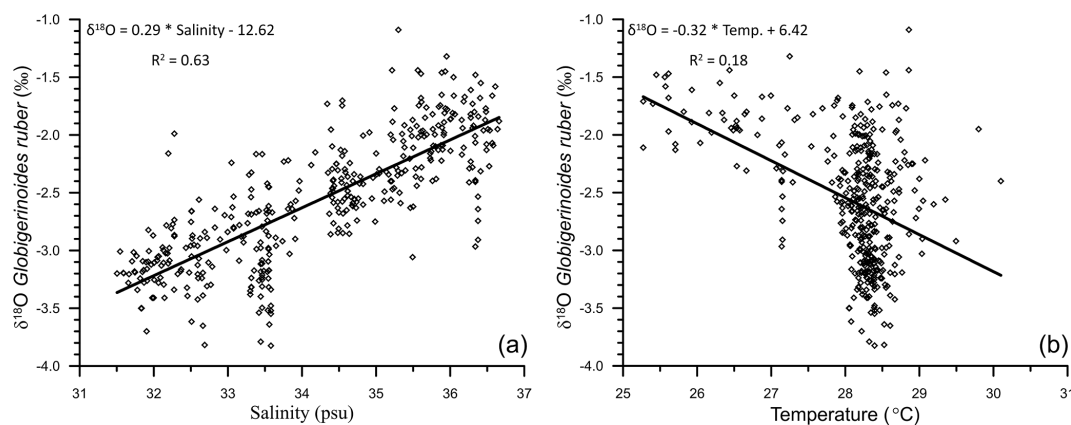 δ¹⁸O = 0.29 * Salinity - 12.62
R² = 0.63
-1.0
-1.5
-2.0
-2.5
-3.0
-3.5
-4.0
δ¹⁸O Globigerinoides ruber (‰)
31 32 33 34 35 36 37
Salinity (psu)
(a)
δ¹⁸O = -0.32 * Temp. + 6.42
R² = 0.18
-1.0
-1.5
-2.0
-2.5
-3.0
-3.5
-4.0
δ¹⁸O Globigerinoides ruber (‰)
25 26 27 28 29 30 31
Temperature (°C)
(b)